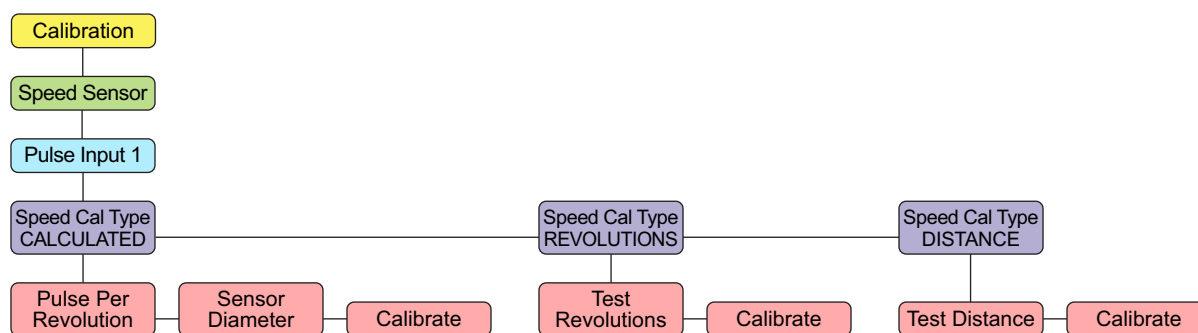 Calibration
Speed Sensor
Pulse Input 1
Speed Cal Type
CALCULATED
Speed Cal Type
REVOLUTIONS
Speed Cal Type
DISTANCE
Pulse Per
Revolution
Sensor
Diameter
Calibrate
Test
Revolutions
Calibrate
Test Distance
Calibrate